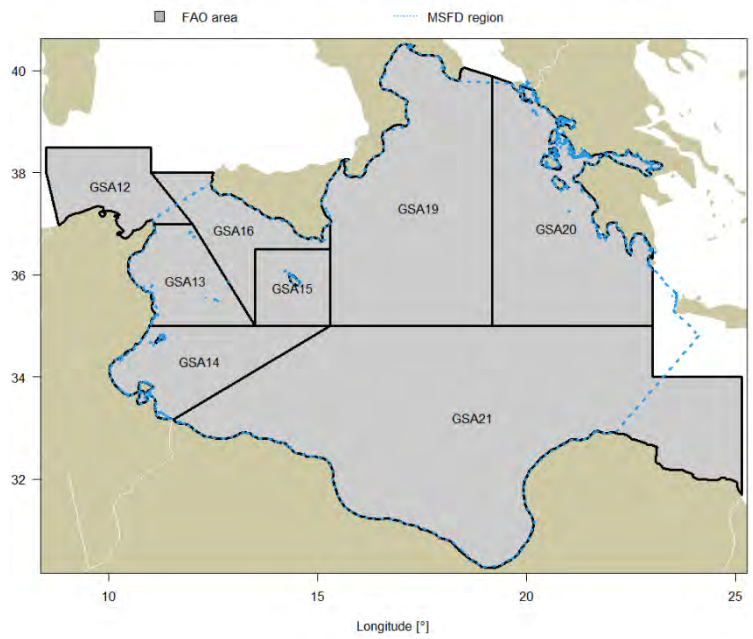 FAO area MSFD region
40
38
GSA12
GSA19
GSA16
GSA20
36
GSA13
GSA15
34
GSA14
GSA21
32
10 15 20 25
Longitude [°]